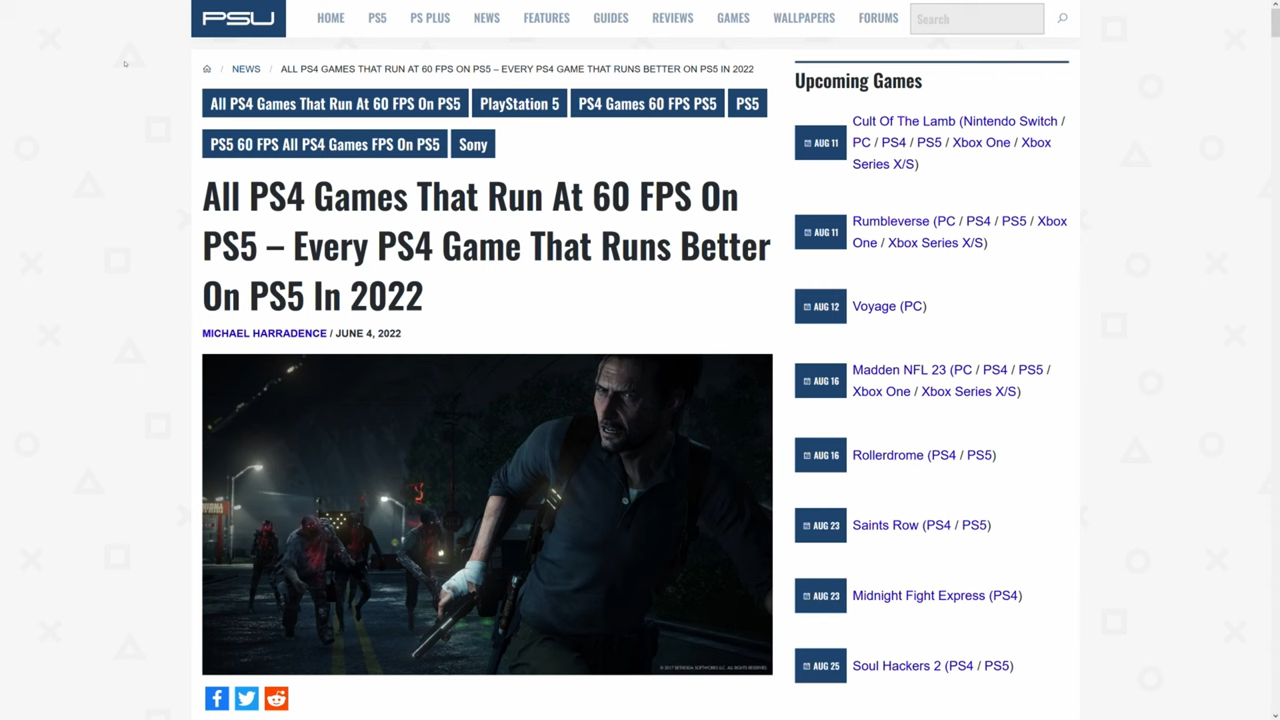 PSU
HOME
PS5
PS PLUS
NEWS
FEATURES
GUIDES
REVIEWS
GAMES
WALLPAPERS
FORUMS
Search
/ NEWS / ALL PS4 GAMES THAT RUN AT 60 FPS ON PS5 – EVERY PS4 GAME THAT RUNS BETTER ON PS5 IN 2022
All PS4 Games That Run At 60 FPS On PS5
PlayStation 5
PS4 Games 60 FPS PS5
PS5
PS5 60 FPS All PS4 Games FPS On PS5
Sony
All PS4 Games That Run At 60 FPS On
PS5 – Every PS4 Game That Runs Better
On PS5 In 2022
MICHAEL HARRADENCE / JUNE 4, 2022
© 2017 BETHESDA SOFTWORKS LLC. ALL RIGHTS RESERVED.
Upcoming Games
AUG 11
Cult Of The Lamb (Nintendo Switch /
PC / PS4 / PS5 / Xbox One / Xbox
Series X/S)
AUG 11
Rumbleverse (PC / PS4 / PS5 / Xbox
One / Xbox Series X/S)
AUG 12
Voyage (PC)
AUG 16
Madden NFL 23 (PC / PS4 / PS5 /
Xbox One / Xbox Series X/S)
AUG 16
Rollerdrome (PS4 / PS5)
AUG 23
Saints Row (PS4 / PS5)
AUG 23
Midnight Fight Express (PS4)
AUG 25
Soul Hackers 2 (PS4 / PS5)